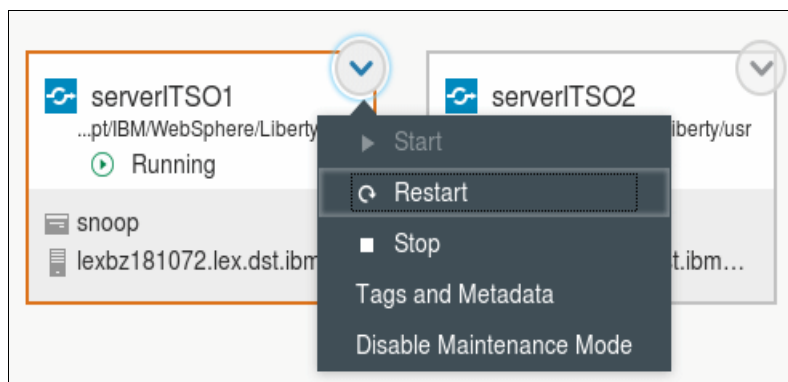 serverITSO1
...pt/IBM/WebSphere/Liberty
Running
snoop
lexbz181072.lex.dst.ibm
serverITSO2
iberty/usr
t.ibm...
Start
Restart
Stop
Tags and Metadata
Disable Maintenance Mode